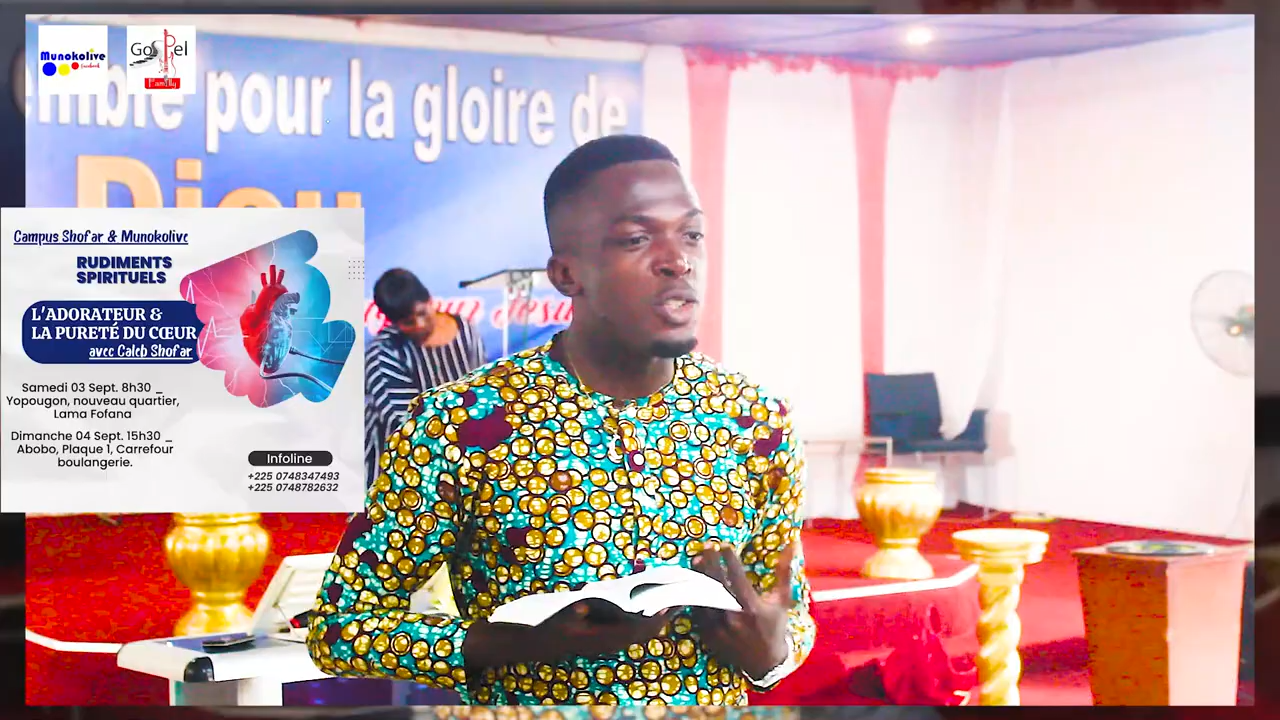 Munokolive
Gospel
Family
pour la gloire de
Dieu
Campus Shofar & Munokolive
RUDIMENTS
SPIRITUELS
L'ADORATEUR &
LA PURETÉ DU CŒUR
avec Caleb Shofar
Samedi 03 Sept. 8h30 _
Yopougon, nouveau quartier,
Lama Fofana
Dimanche 04 Sept. 15h30 _
Abobo, Plaque 1, Carrefour
boulangerie.
Infoline
+225 0748347493
+225 0748782632